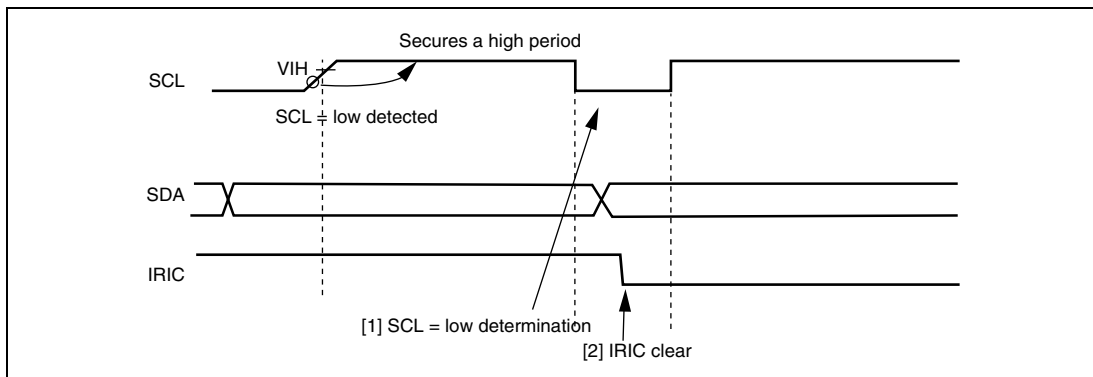 Secures a high period
VIH
SCL
SCL = low detected
SDA
IRIC
[1] SCL = low determination
[2] IRIC clear